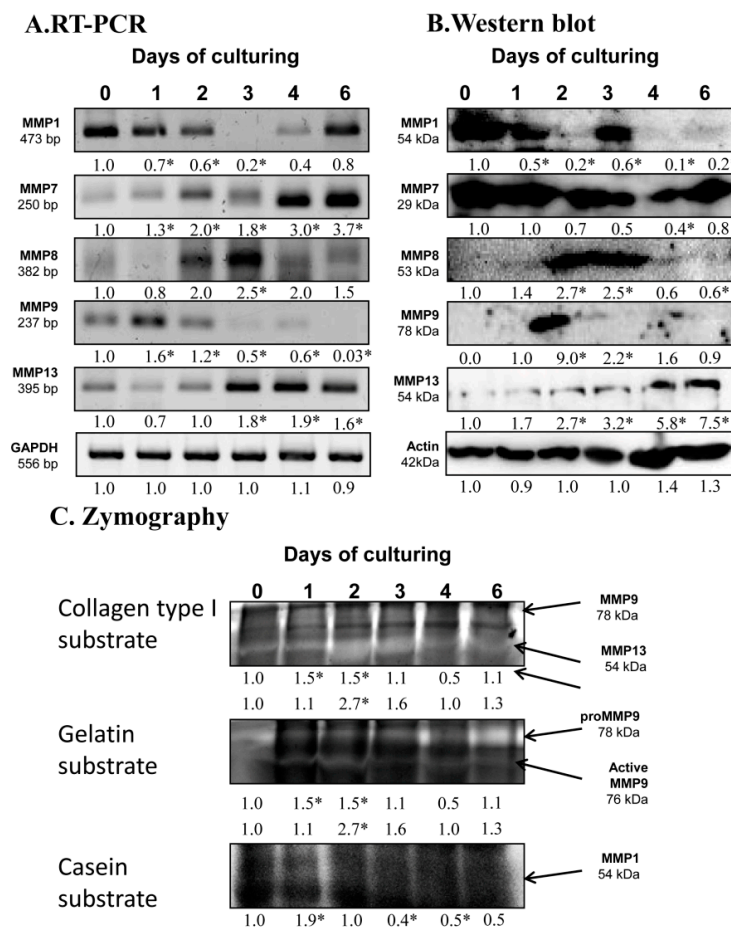 A.RT-PCR
Days of culturing
0 1 2 3 4 6
MMP1
473 bp
1.0 0.7* 0.6* 0.2* 0.4 0.8
MMP7
250 bp
1.0 1.3* 2.0* 1.8* 3.0* 3.7*
MMP8
382 bp
1.0 0.8 2.0 2.5* 2.0 1.5
MMP9
237 bp
1.0 1.6* 1.2* 0.5* 0.6* 0.03*
MMP13
395 bp
1.0 0.7 1.0 1.8* 1.9* 1.6*
GAPDH
556 bp
1.0 1.0 1.0 1.0 1.1 0.9
B.Western blot
Days of culturing
0 1 2 3 4 6
MMP1
54 kDa
1.0 0.5* 0.2* 0.6* 0.1* 0.2
MMP7
29 kDa
1.0 1.0 0.7 0.5 0.4* 0.8
MMP8
53 kDa
1.0 1.4 2.7* 2.5* 0.6 0.6*
MMP9
78 kDa
0.0 1.0 9.0* 2.2* 1.6 0.9
MMP13
54 kDa
1.0 1.7 2.7* 3.2* 5.8* 7.5*
Actin
42kDa
1.0 0.9 1.0 1.0 1.4 1.3
C. Zymography
Days of culturing
0 1 2 3 4 6
Collagen type I
substrate
MMP9
78 kDa
MMP13
54 kDa
1.0 1.5* 1.5* 1.1 0.5 1.1
1.0 1.1 2.7* 1.6 1.0 1.3
Gelatin
substrate
proMMP9
78 kDa
Active
MMP9
76 kDa
1.0 1.5* 1.5* 1.1 0.5 1.1
1.0 1.1 2.7* 1.6 1.0 1.3
Casein
substrate
MMP1
54 kDa
1.0 1.9* 1.0 0.4* 0.5* 0.5